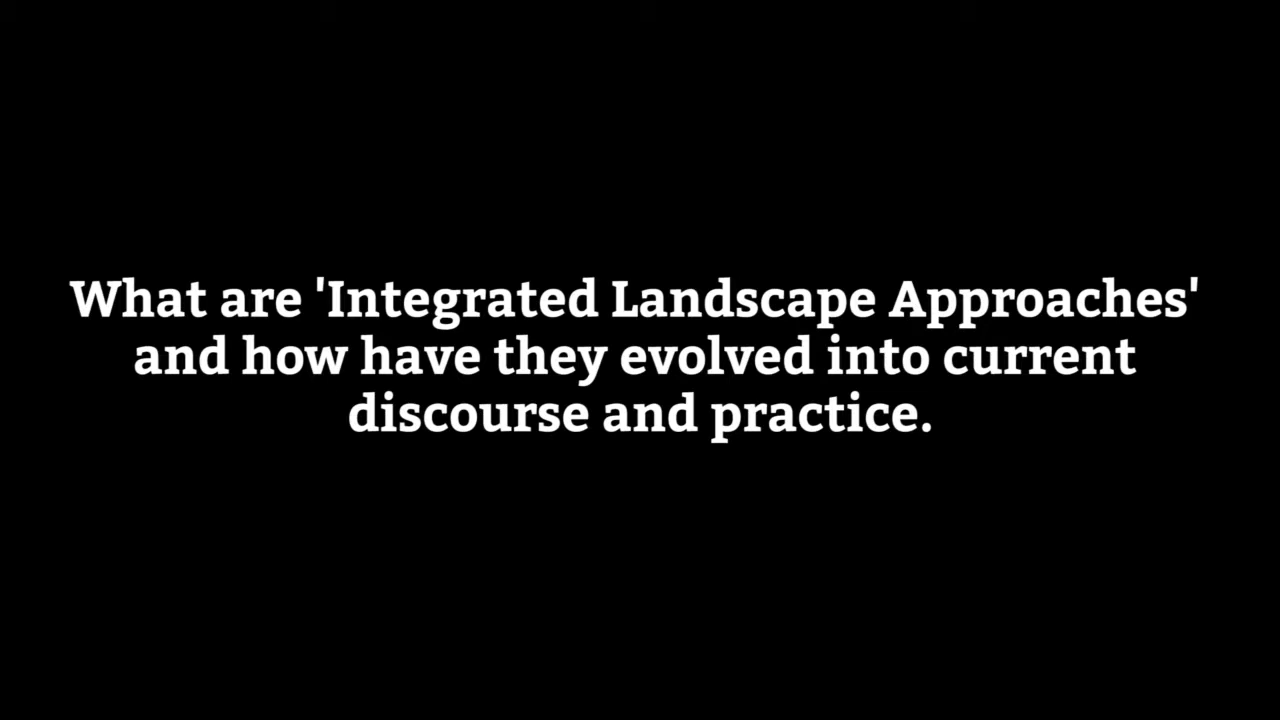 What are 'Integrated Landscape Approaches'
and how have they evolved into current
discourse and practice.